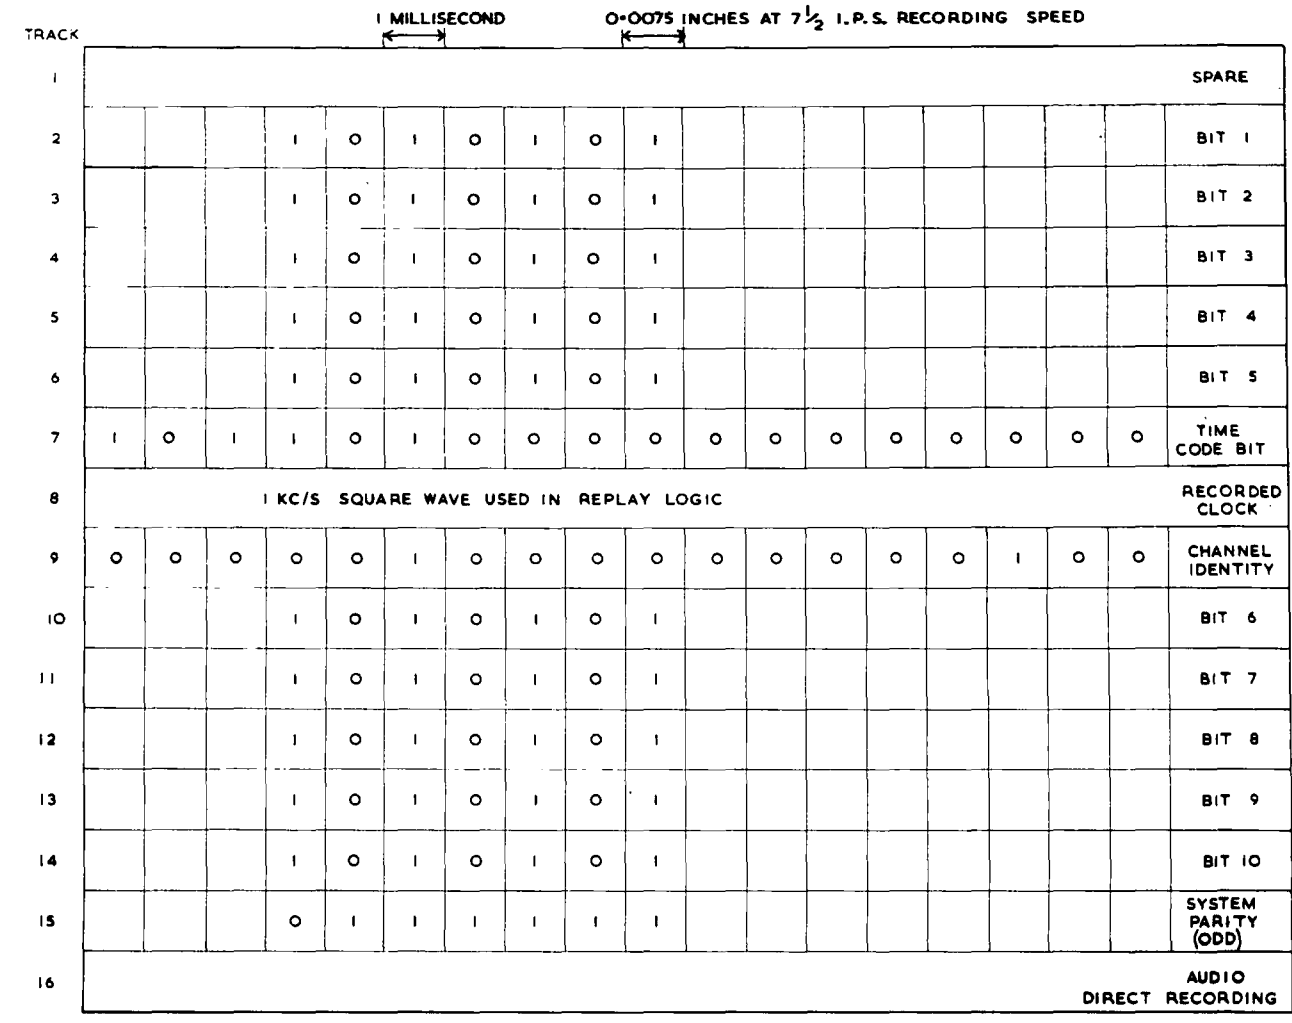 1 MILLISECOND 0.0075 INCHES AT 7½ I.P.S. RECORDING SPEED
TRACK
1 SPARE
2 1 0 1 0 1 0 1 BIT 1
3 1 0 1 0 1 0 1 BIT 2
4 1 0 1 0 1 0 1 BIT 3
5 1 0 1 0 1 0 1 BIT 4
6 1 0 1 0 1 0 1 BIT 5
7 1 0 1 1 0 1 0 0 0 0 0 0 0 0 0 0 0 0 TIME
CODE BIT
8 1 KC/S SQUARE WAVE USED IN REPLAY LOGIC RECORDED
CLOCK
9 0 0 0 0 0 1 0 0 0 0 0 0 0 0 0 1 0 0 CHANNEL
IDENTITY
10 1 0 1 0 1 0 1 BIT 6
11 1 0 1 0 1 0 1 BIT 7
12 1 0 1 0 1 0 1 BIT 8
13 1 0 1 0 1 0 1 BIT 9
14 1 0 1 0 1 0 1 BIT 10
15 0 1 1 1 1 1 1 SYSTEM
PARITY
(ODD)
16 AUDIO
DIRECT RECORDING